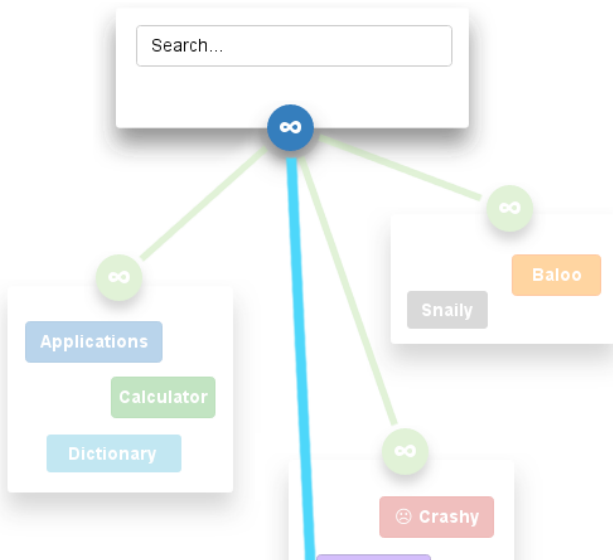 Search...
Baloo
Snaily
Applications
Calculator
Dictionary
☹ Crashy